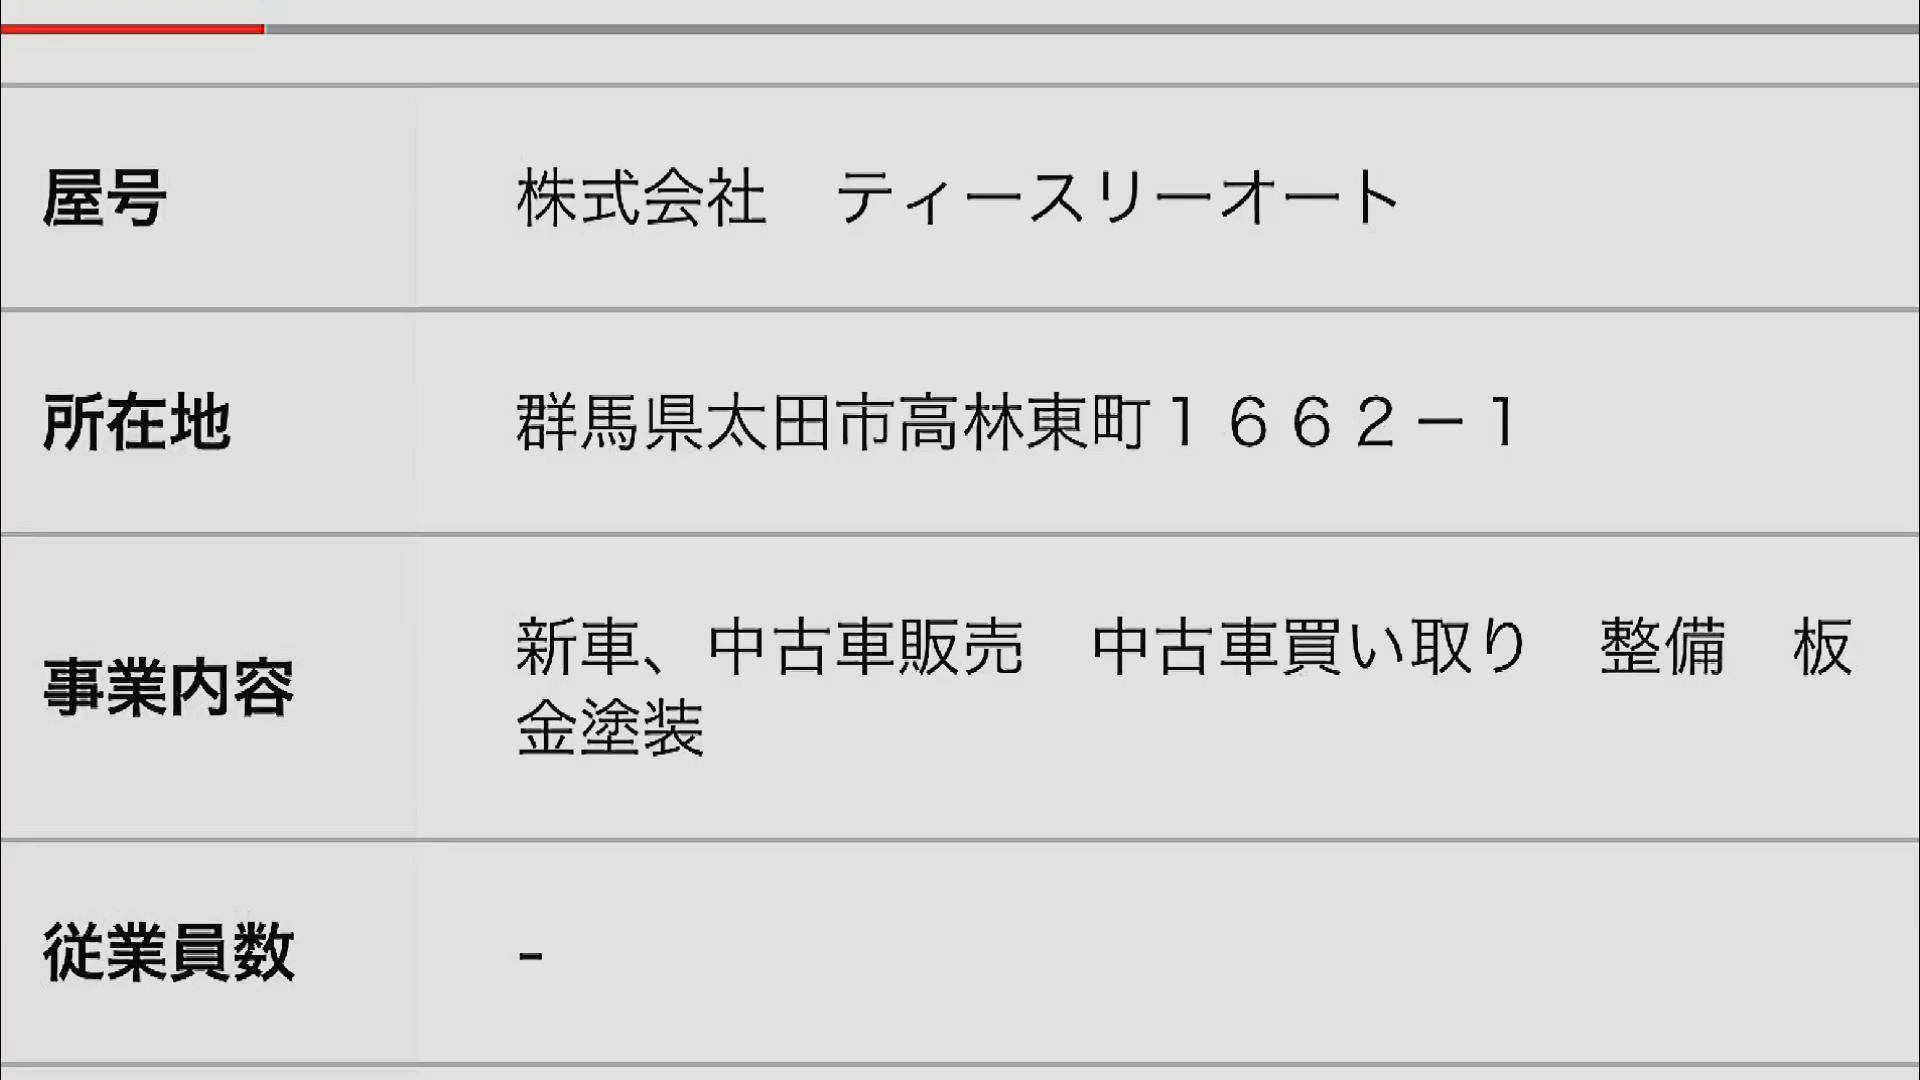 屋号
株式会社　ティースリーオート
所在地
群馬県太田市高林東町１６６２－１
事業内容
新車、中古車販売　中古車買い取り　整備　板
金塗装
従業員数
-